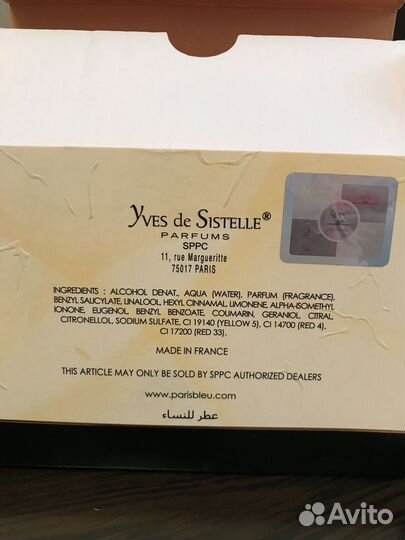 Yves de Sistelle®
PARFUMS
SPPC
11, rue Margueritte
75017 PARIS
INGREDIENTS : ALCOHOL DENAT., AQUA (WATER), PARFUM (FRAGRANCE),
BENZYL SALICYLATE, LINALOOL, HEXYL CINNAMAL, LIMONENE, ALPHA-ISOMETHYL
IONONE, EUGENOL, BENZYL BENZOATE, COUMARIN, GERANIOL, CITRAL,
CITRONELLOL, SODIUM SULFATE, CI 19140 (YELLOW 5), CI 14700 (RED 4),
CI 17200 (RED 33).
MADE IN FRANCE
THIS ARTICLE MAY ONLY BE SOLD BY SPPC AUTHORIZED DEALERS
www.parisbleu.com
عطر للنساء
Avito